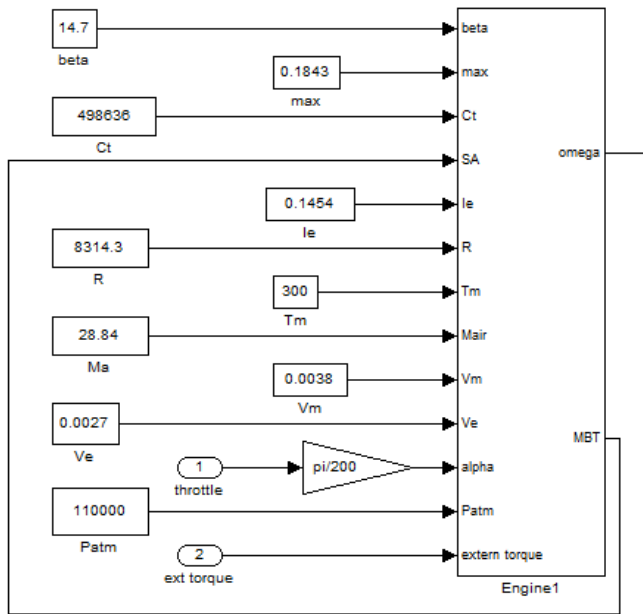 14.7
beta
beta
0.1843
max
max
498636
Ct
Ct
SA
omega
0.1454
Ie
Ie
8314.3
R
R
300
Tm
Tm
28.84
Ma
Mair
0.0038
Vm
Vm
0.0027
Ve
Ve
MBT
1
throttle
pi/200
alpha
110000
Patm
Patm
2
ext torque
extern torque
Engine1